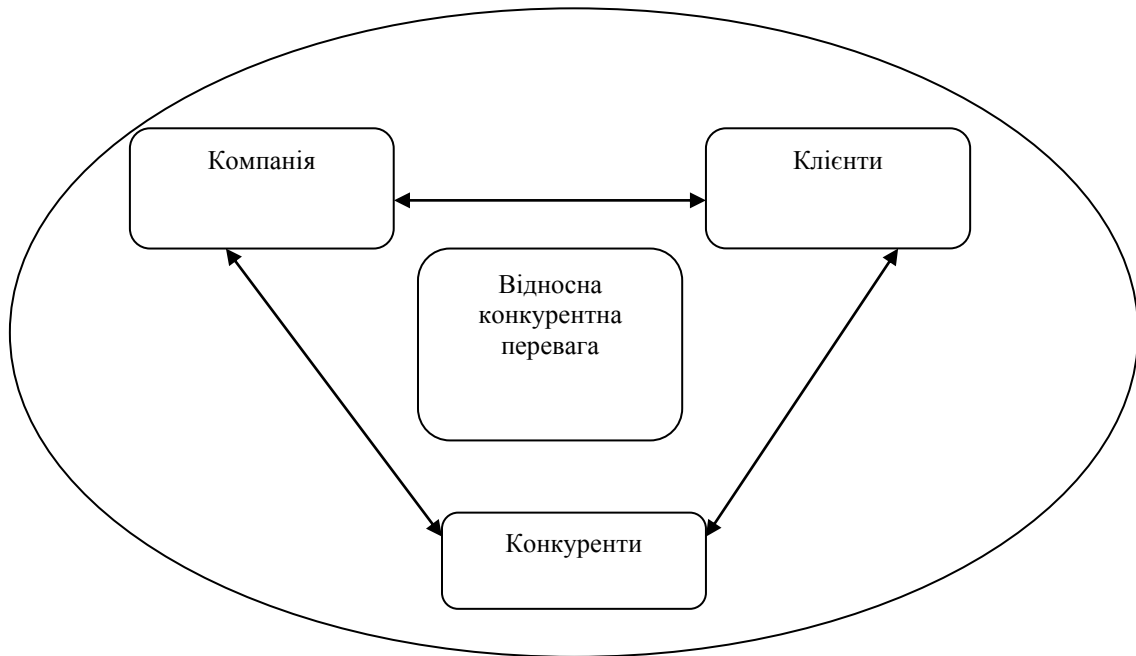 Компанія
Клієнти
Відносна
конкурентна
перевага
Конкуренти